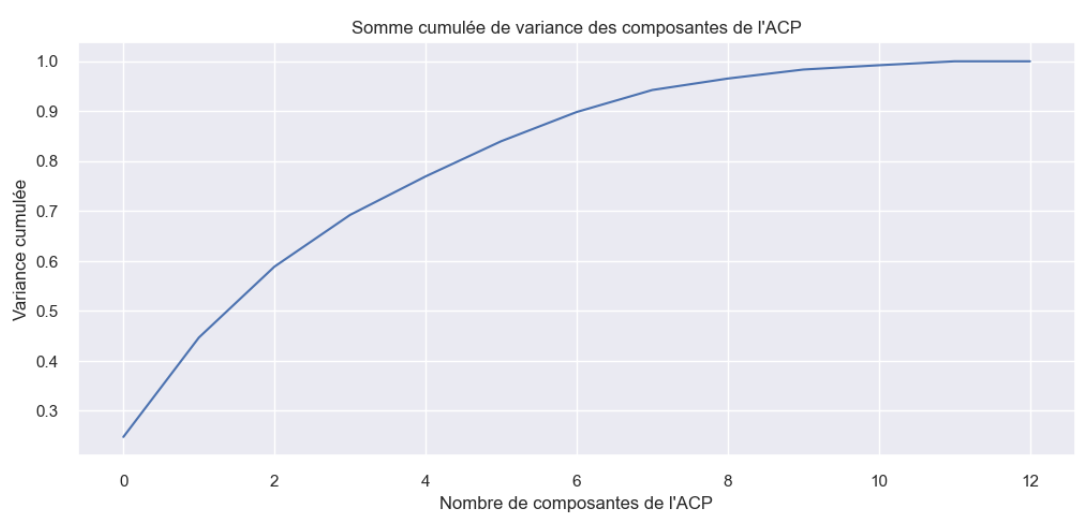 Somme cumulée de variance des composantes de l'ACP
1.0
0.9
0.8
0.7
0.6
0.5
0.4
0.3
Variance cumulée
0 2 4 6 8 10 12
Nombre de composantes de l'ACP